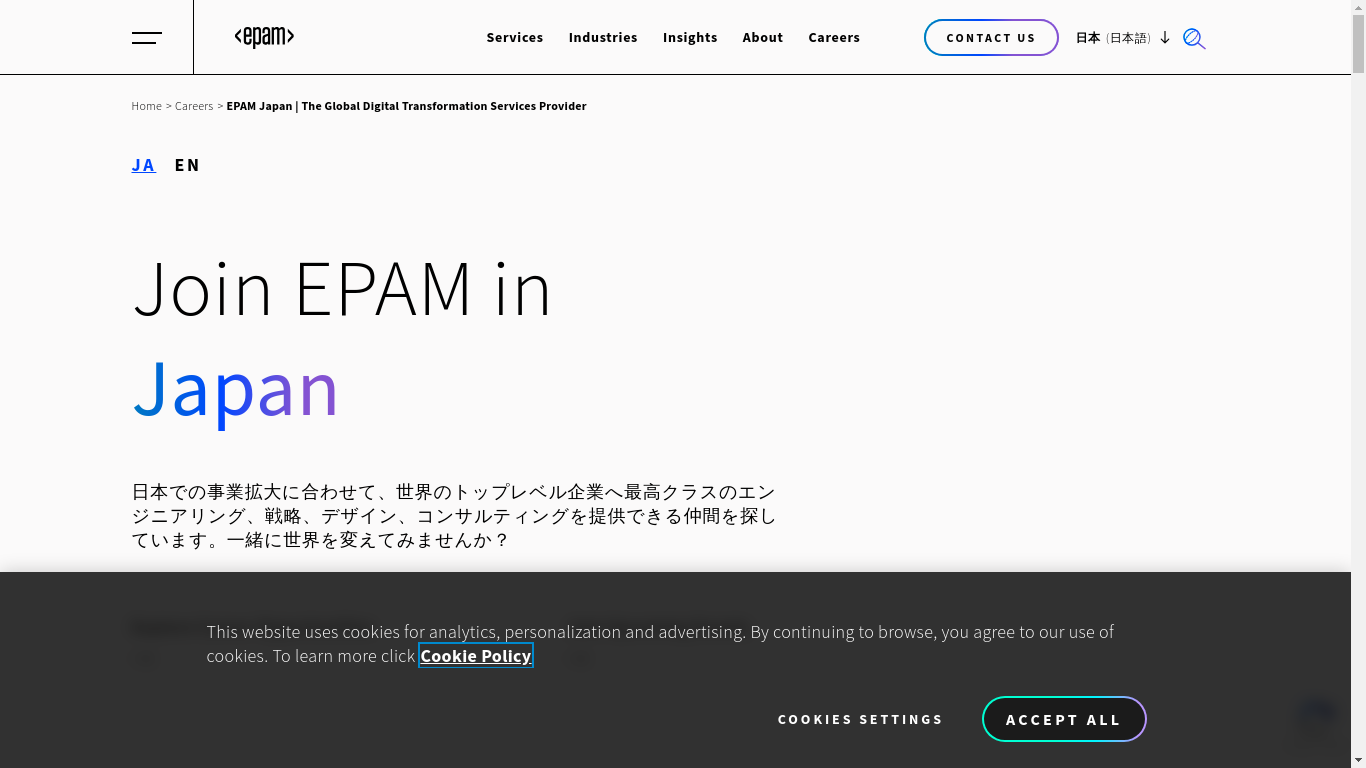 <epam>
Services
Industries
Insights
About
Careers
CONTACT US
日本 (日本語)
Home > Careers > EPAM Japan | The Global Digital Transformation Services Provider
JA EN
Join EPAM in
Japan
日本での事業拡大に合わせて、世界のトップレベル企業へ最高クラスのエン
ジニアリング、戦略、デザイン、コンサルティングを提供できる仲間を探し
ています。一緒に世界を変えてみませんか？
This website uses cookies for analytics, personalization and advertising. By continuing to browse, you agree to our use of
cookies. To learn more click Cookie Policy
COOKIES SETTINGS
ACCEPT ALL